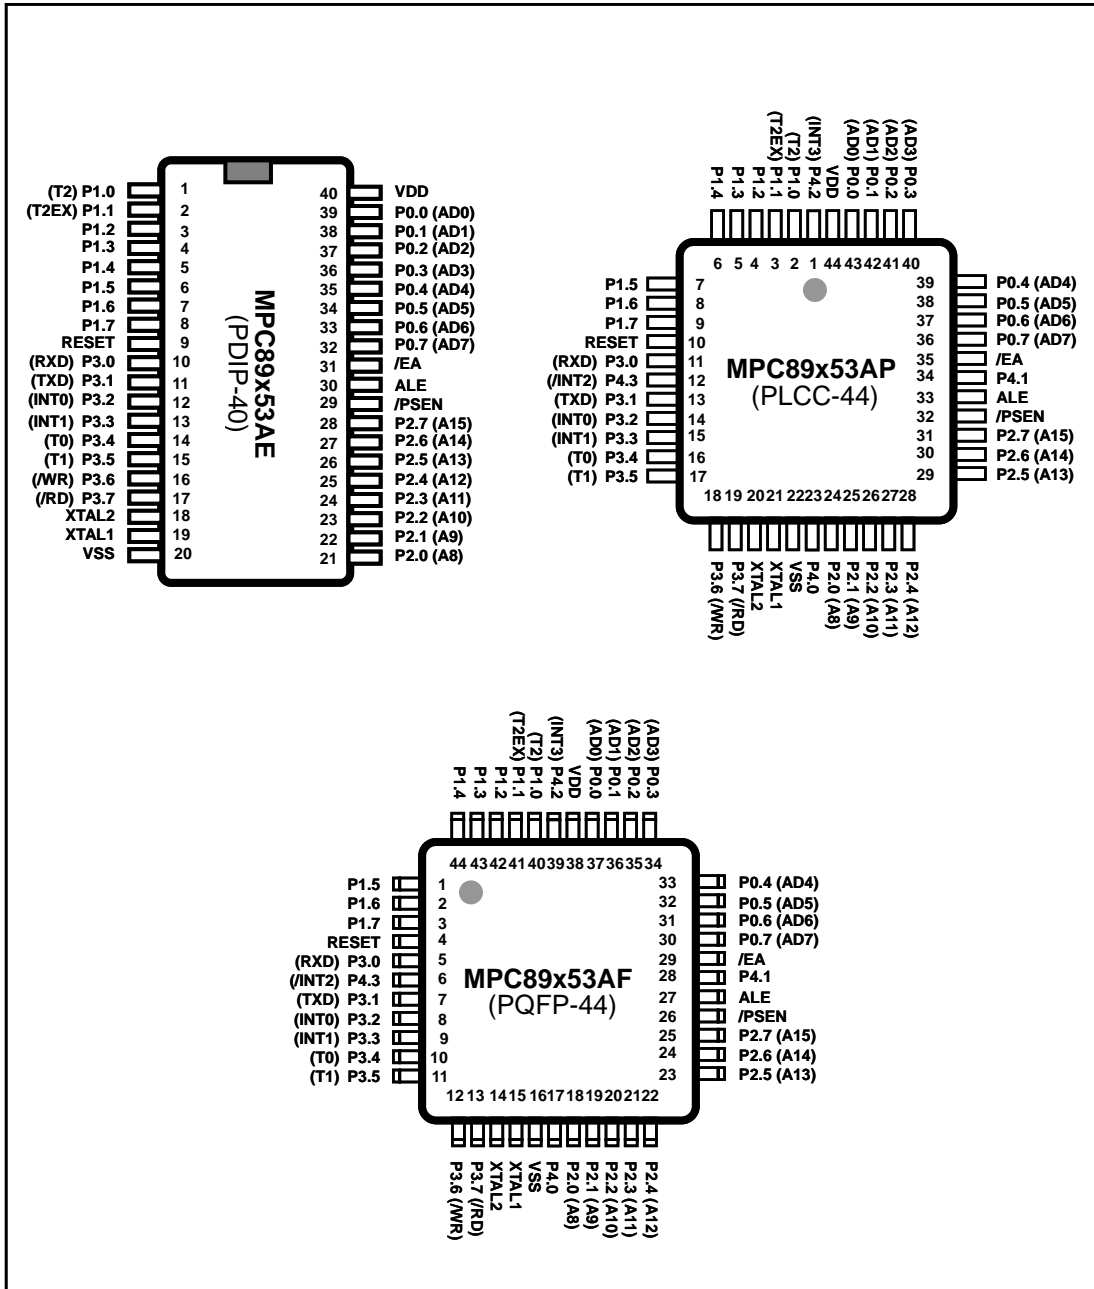 (T2) P1.0 1
(T2EX) P1.1 2
P1.2 3
P1.3 4
P1.4 5
P1.5 6
P1.6 7
P1.7 8
RESET 9
(RXD) P3.0 10
(TXD) P3.1 11
(INT0) P3.2 12
(INT1) P3.3 13
(T0) P3.4 14
(T1) P3.5 15
(/WR) P3.6 16
(/RD) P3.7 17
XTAL2 18
XTAL1 19
VSS 20
MPC89x53AE
(PDIP-40)
40 VDD
39 P0.0 (AD0)
38 P0.1 (AD1)
37 P0.2 (AD2)
36 P0.3 (AD3)
35 P0.4 (AD4)
34 P0.5 (AD5)
33 P0.6 (AD6)
32 P0.7 (AD7)
31 /EA
30 ALE
29 /PSEN
28 P2.7 (A15)
27 P2.6 (A14)
26 P2.5 (A13)
25 P2.4 (A12)
24 P2.3 (A11)
23 P2.2 (A10)
22 P2.1 (A9)
21 P2.0 (A8)
P1.4
P1.3
P1.2
(T2EX) P1.1
(T2) P1.0
(INT3) P4.2
VDD
(AD0) P0.0
(AD1) P0.1
(AD2) P0.2
(AD3) P0.3
6 5 4 3 2 1 44 43 42 41 40
P1.5 7
P1.6 8
P1.7 9
RESET 10
(RXD) P3.0 11
(/INT2) P4.3 12
(TXD) P3.1 13
(INT0) P3.2 14
(INT1) P3.3 15
(T0) P3.4 16
(T1) P3.5 17
MPC89x53AP
(PLCC-44)
39 P0.4 (AD4)
38 P0.5 (AD5)
37 P0.6 (AD6)
36 P0.7 (AD7)
35 /EA
34 P4.1
33 ALE
32 /PSEN
31 P2.7 (A15)
30 P2.6 (A14)
29 P2.5 (A13)
18 19 20 21 22 23 24 25 26 27 28
P3.6 (/WR)
P3.7 (/RD)
XTAL2
XTAL1
VSS
P4.0
P2.0 (A8)
P2.1 (A9)
P2.2 (A10)
P2.3 (A11)
P2.4 (A12)
P1.4
P1.3
P1.2
(T2EX) P1.1
(T2) P1.0
(INT3) P4.2
VDD
(AD0) P0.0
(AD1) P0.1
(AD2) P0.2
(AD3) P0.3
44 43 42 41 40 39 38 37 36 35 34
P1.5 1
P1.6 2
P1.7 3
RESET 4
(RXD) P3.0 5
(/INT2) P4.3 6
(TXD) P3.1 7
(INT0) P3.2 8
(INT1) P3.3 9
(T0) P3.4 10
(T1) P3.5 11
MPC89x53AF
(PQFP-44)
33 P0.4 (AD4)
32 P0.5 (AD5)
31 P0.6 (AD6)
30 P0.7 (AD7)
29 /EA
28 P4.1
27 ALE
26 /PSEN
25 P2.7 (A15)
24 P2.6 (A14)
23 P2.5 (A13)
12 13 14 15 16 17 18 19 20 21 22
P3.6 (/WR)
P3.7 (/RD)
XTAL2
XTAL1
VSS
P4.0
P2.0 (A8)
P2.1 (A9)
P2.2 (A10)
P2.3 (A11)
P2.4 (A12)